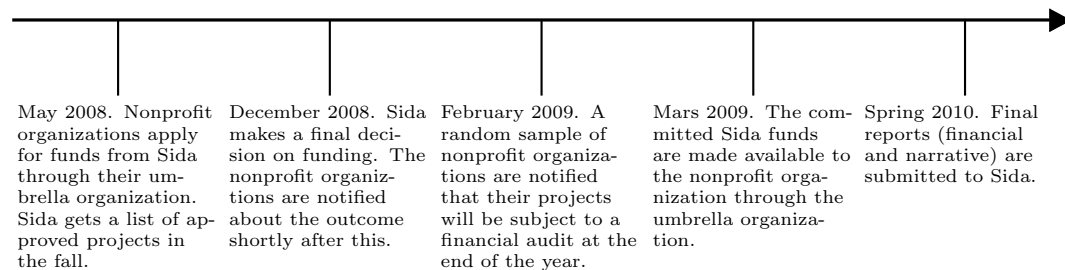 May 2008. Nonprofit
organizations apply
for funds from Sida
through their um-
brella organization.
Sida gets a list of ap-
proved projects in
the fall.
December 2008. Sida
makes a final deci-
sion on funding. The
nonprofit organiz-
tions are notified
about the outcome
shortly after this.
February 2009. A
random sample of
nonprofit organiza-
tions are notified
that their projects
will be subject to a
financial audit at the
end of the year.
Mars 2009. The com-
mitted Sida funds
are made available to
the nonprofit orga-
nization through the
umbrella organiza-
tion.
Spring 2010. Final
reports (financial
and narrative) are
submitted to Sida.